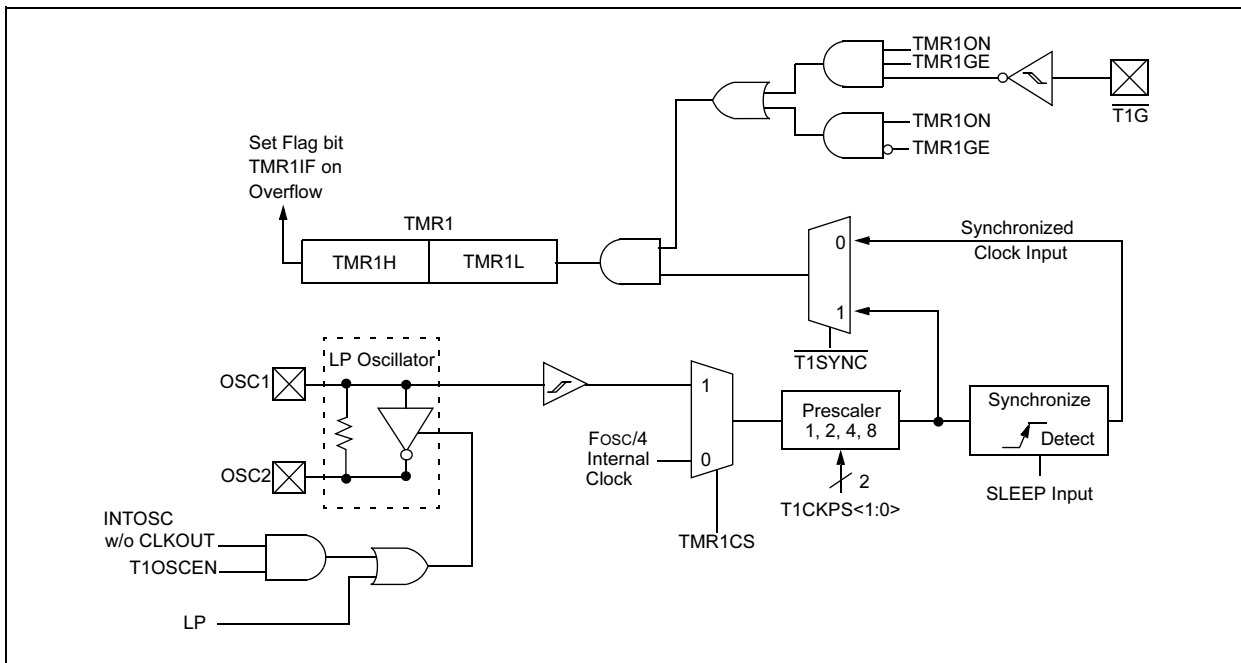 TMR1ON
TMR1GE
T1G
TMR1ON
TMR1GE
Set Flag bit
TMR1IF on
Overflow
TMR1
TMR1H
TMR1L
0
Synchronized
Clock Input
1
T1SYNC
LP Oscillator
OSC1
OSC2
1
FOSC/4
Internal
Clock
0
TMR1CS
Prescaler
1, 2, 4, 8
2
T1CKPS<1:0>
Synchronize
Detect
SLEEP Input
INTOSC
w/o CLKOUT
T1OSCEN
LP